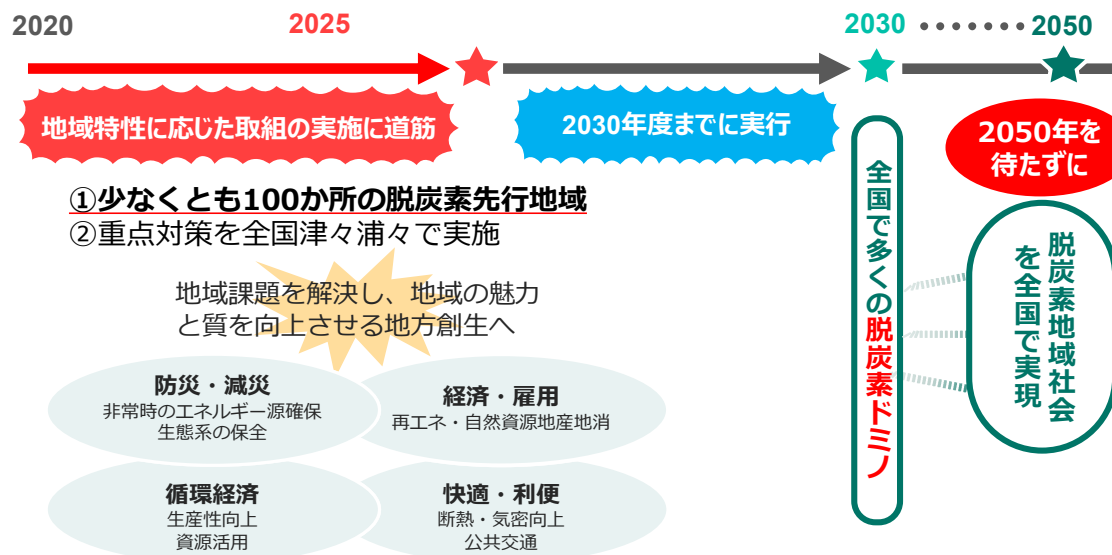 2020
2025
2030
2050
地域特性に応じた取組の実施に道筋
2030年度までに実行
2050年を
待たずに
①少なくとも100か所の脱炭素先行地域
②重点対策を全国津々浦々で実施
地域課題を解決し、地域の魅力
と質を向上させる地方創生へ
防災・減災
非常時のエネルギー源確保
生態系の保全
経済・雇用
再エネ・自然資源地産地消
循環経済
生産性向上
資源活用
快適・利便
断熱・気密向上
公共交通
全国で多くの脱炭素ドミノ
脱炭素地域社会
を全国で実現